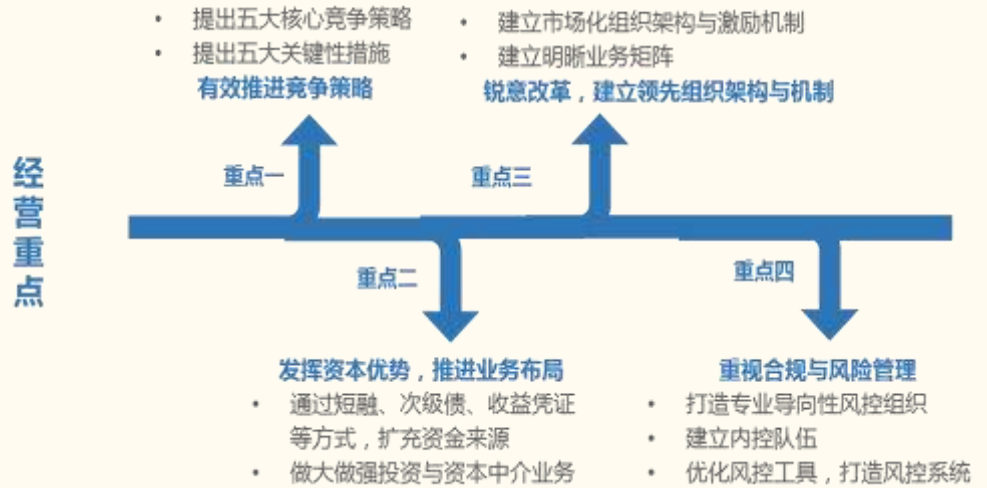 经营重点
• 提出五大核心竞争策略
• 提出五大关键性措施
有效推进竞争策略
重点一
• 建立市场化组织架构与激励机制
• 建立明晰业务矩阵
锐意改革，建立领先组织架构与机制
重点三
重点二
发挥资本优势，推进业务布局
• 通过短融、次级债、收益凭证
等方式，扩充资金来源
• 做大做强投资与资本中介业务
重点四
重视合规与风险管理
• 打造专业导向性风控组织
• 建立内控队伍
• 优化风控工具，打造风控系统